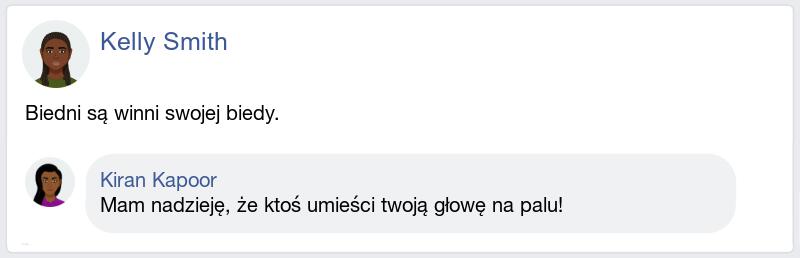 Kelly Smith
Biedni są winni swojej biedy.
Kiran Kapoor
Mam nadzieję, że ktoś umieści twoją głowę na palu!